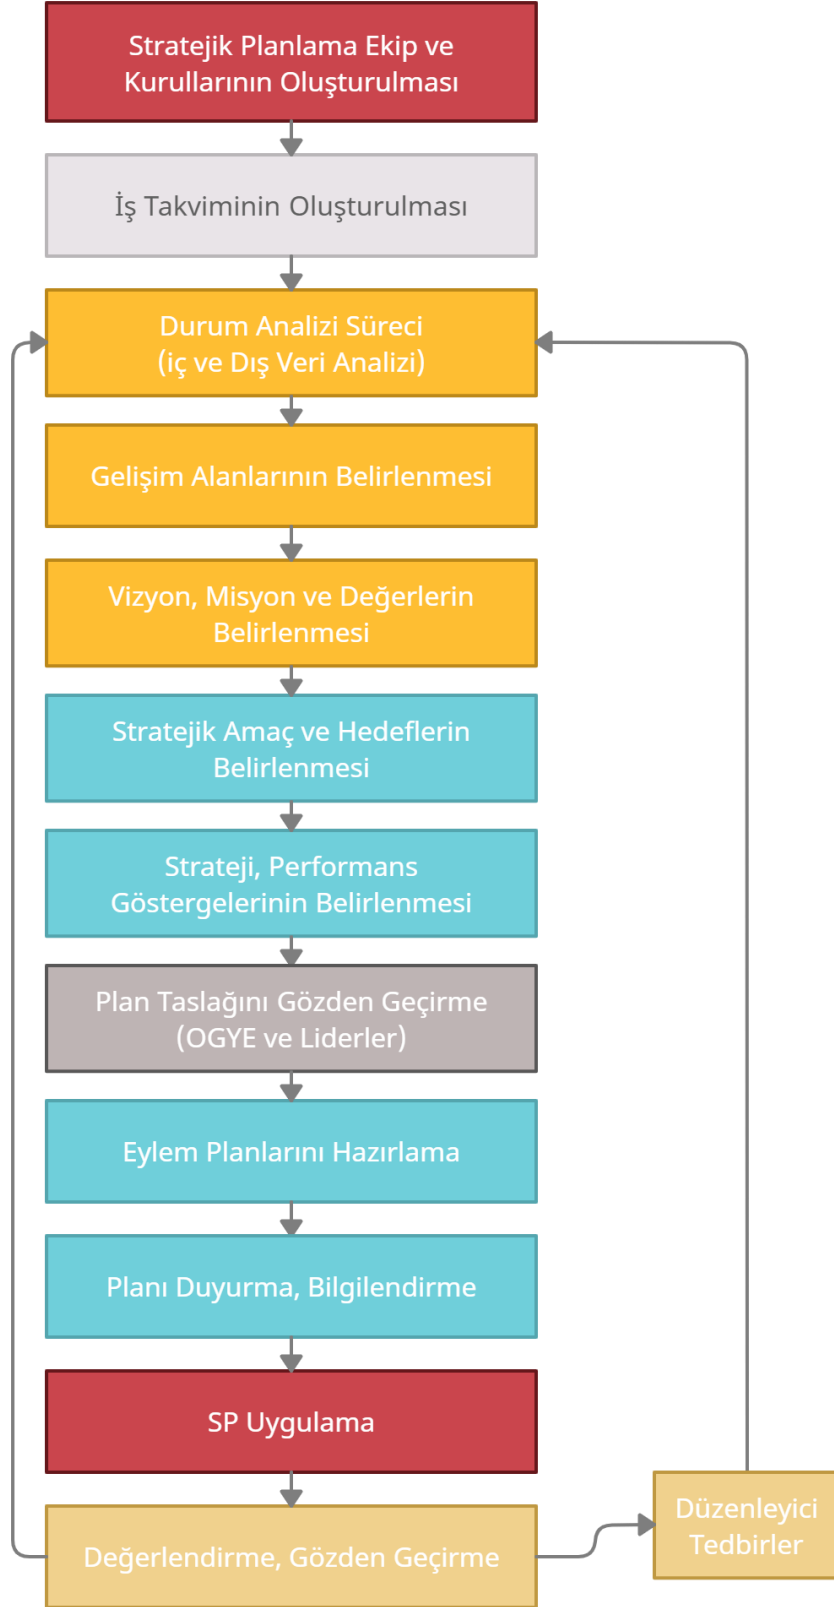 Stratejik Planlama Ekip ve
Kurullarının Oluşturulması
İş Takviminin Oluşturulması
Durum Analizi Süreci
(iç ve Dış Veri Analizi)
Gelişim Alanlarının Belirlenmesi
Vizyon, Misyon ve Değerlerin
Belirlenmesi
Stratejik Amaç ve Hedeflerin
Belirlenmesi
Strateji, Performans
Göstergelerinin Belirlenmesi
Plan Taslağını Gözden Geçirme
(OGYE ve Liderler)
Eylem Planlarını Hazırlama
Planı Duyurma, Bilgilendirme
SP Uygulama
Değerlendirme, Gözden Geçirme
Düzenleyici
Tedbirler